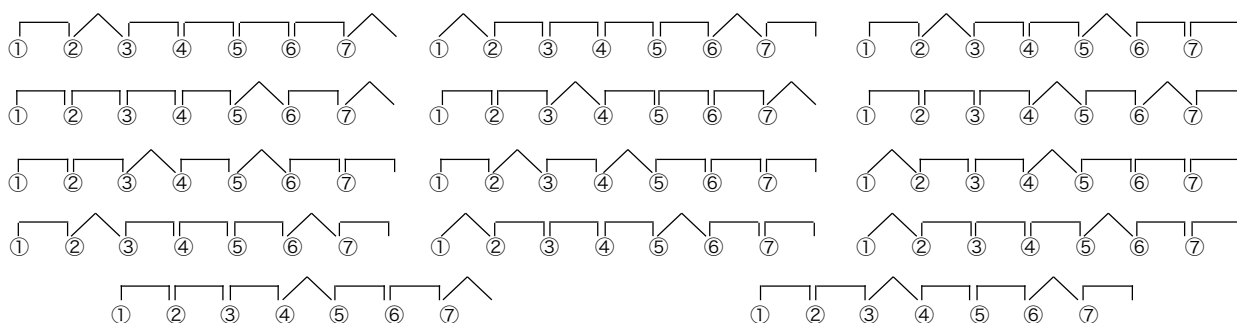 ① ② ③ ④ ⑤ ⑥ ⑦ ① ② ③ ④ ⑤ ⑥ ⑦ ① ② ③ ④ ⑤ ⑥ ⑦
① ② ③ ④ ⑤ ⑥ ⑦ ① ② ③ ④ ⑤ ⑥ ⑦ ① ② ③ ④ ⑤ ⑥ ⑦
① ② ③ ④ ⑤ ⑥ ⑦ ① ② ③ ④ ⑤ ⑥ ⑦ ① ② ③ ④ ⑤ ⑥ ⑦
① ② ③ ④ ⑤ ⑥ ⑦ ① ② ③ ④ ⑤ ⑥ ⑦ ① ② ③ ④ ⑤ ⑥ ⑦
① ② ③ ④ ⑤ ⑥ ⑦ ① ② ③ ④ ⑤ ⑥ ⑦